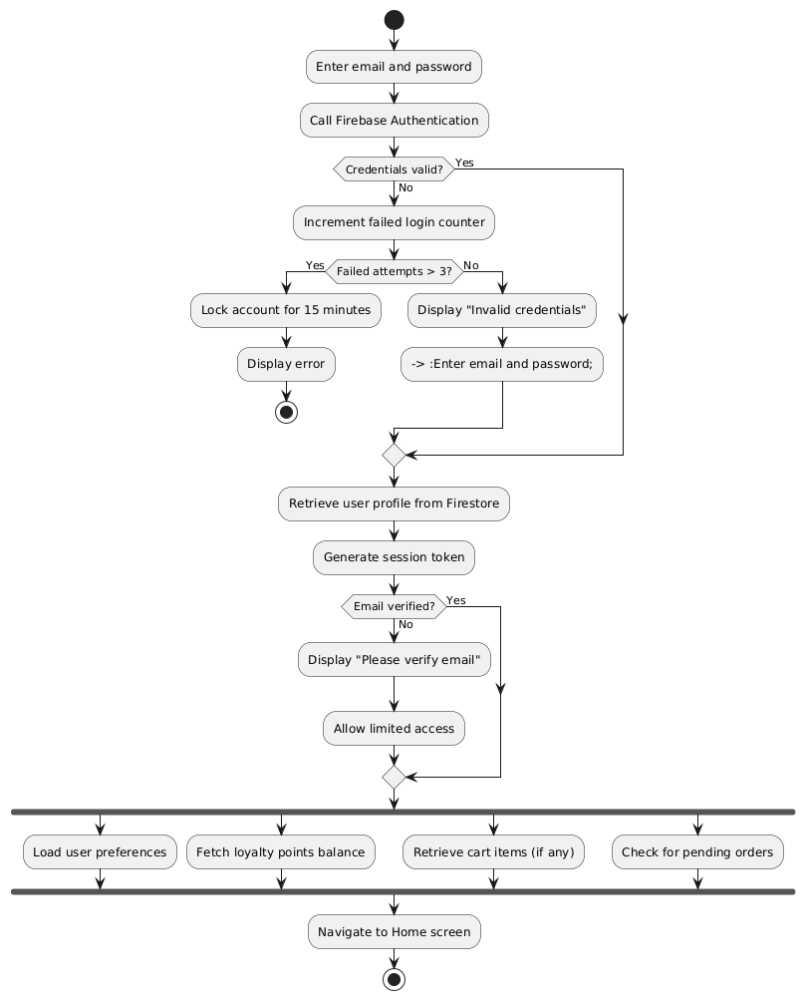 Enter email and password
Call Firebase Authentication
Credentials valid?
Yes
No
Increment failed login counter
Failed attempts > 3?
Yes
No
Lock account for 15 minutes
Display "Invalid credentials"
Display error
-> :Enter email and password;
Retrieve user profile from Firestore
Generate session token
Email verified?
Yes
No
Display "Please verify email"
Allow limited access
Load user preferences
Fetch loyalty points balance
Retrieve cart items (if any)
Check for pending orders
Navigate to Home screen